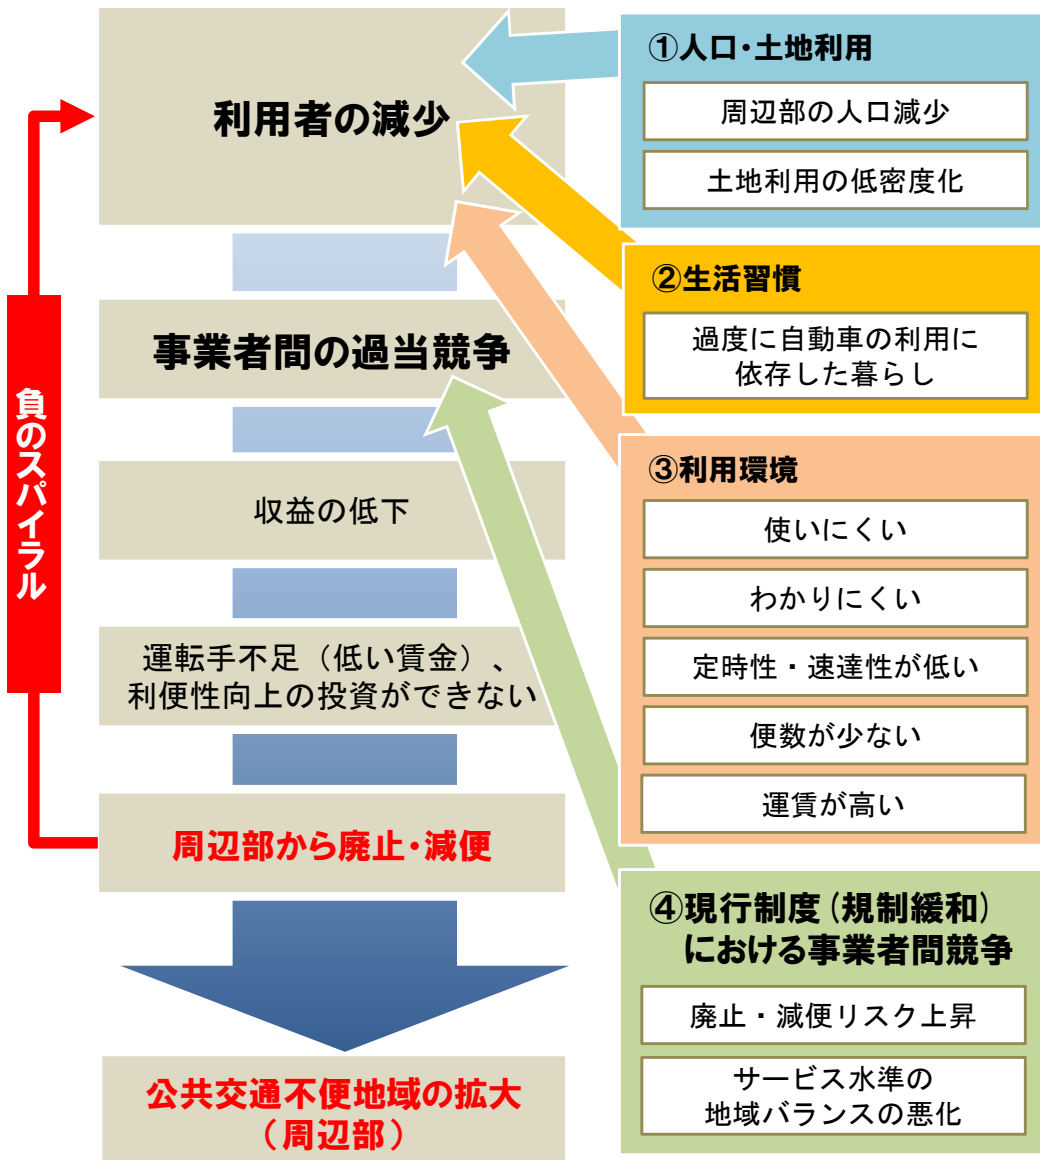 利用者の減少
事業者間の過当競争
収益の低下
運転手不足（低い賃金）、
利便性向上の投資ができない
周辺部から廃止・減便
公共交通不便地域の拡大
（周辺部）
負のスパイラル
①人口・土地利用
周辺部の人口減少
土地利用の低密度化
②生活習慣
過度に自動車の利用に
依存した暮らし
③利用環境
使いにくい
わかりにくい
定時性・速達性が低い
便数が少ない
運賃が高い
④現行制度（規制緩和）
における事業者間競争
廃止・減便リスク上昇
サービス水準の
地域バランスの悪化